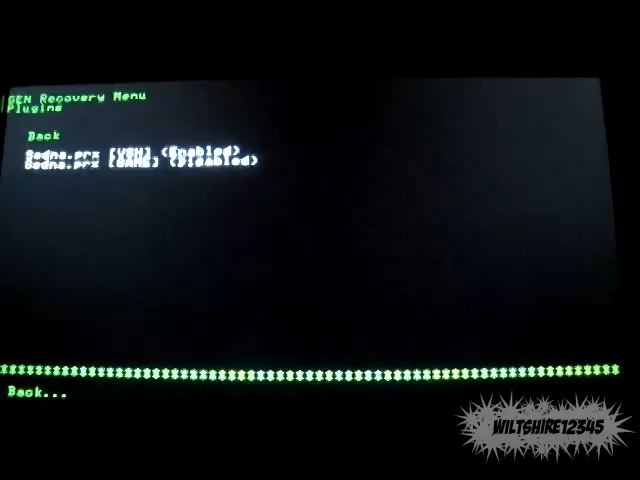 GEN Recovery Menu
Plugins
Back
Sedna.prx [VSH] (Enabled)
Sedna.prx [GAME] (Disabled)
Back...
WILTSHIRE12345